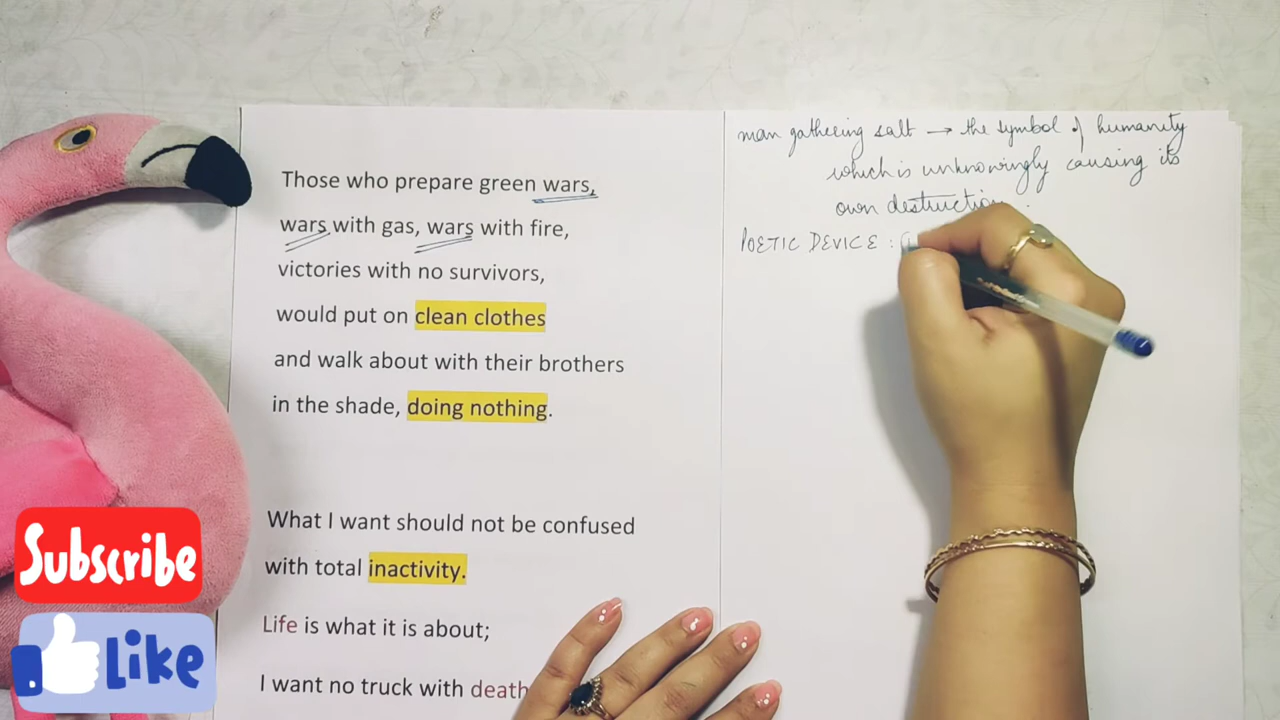 Those who prepare green wars,
wars with gas, wars with fire,
victories with no survivors,
would put on clean clothes
and walk about with their brothers
in the shade, doing nothing.
What I want should not be confused
with total inactivity.
Life is what it is about;
I want no truck with death
man gathering salt → the symbol of humanity
which is unknowingly causing its
own destruction.
POETIC DEVICE :
Subscribe
Like